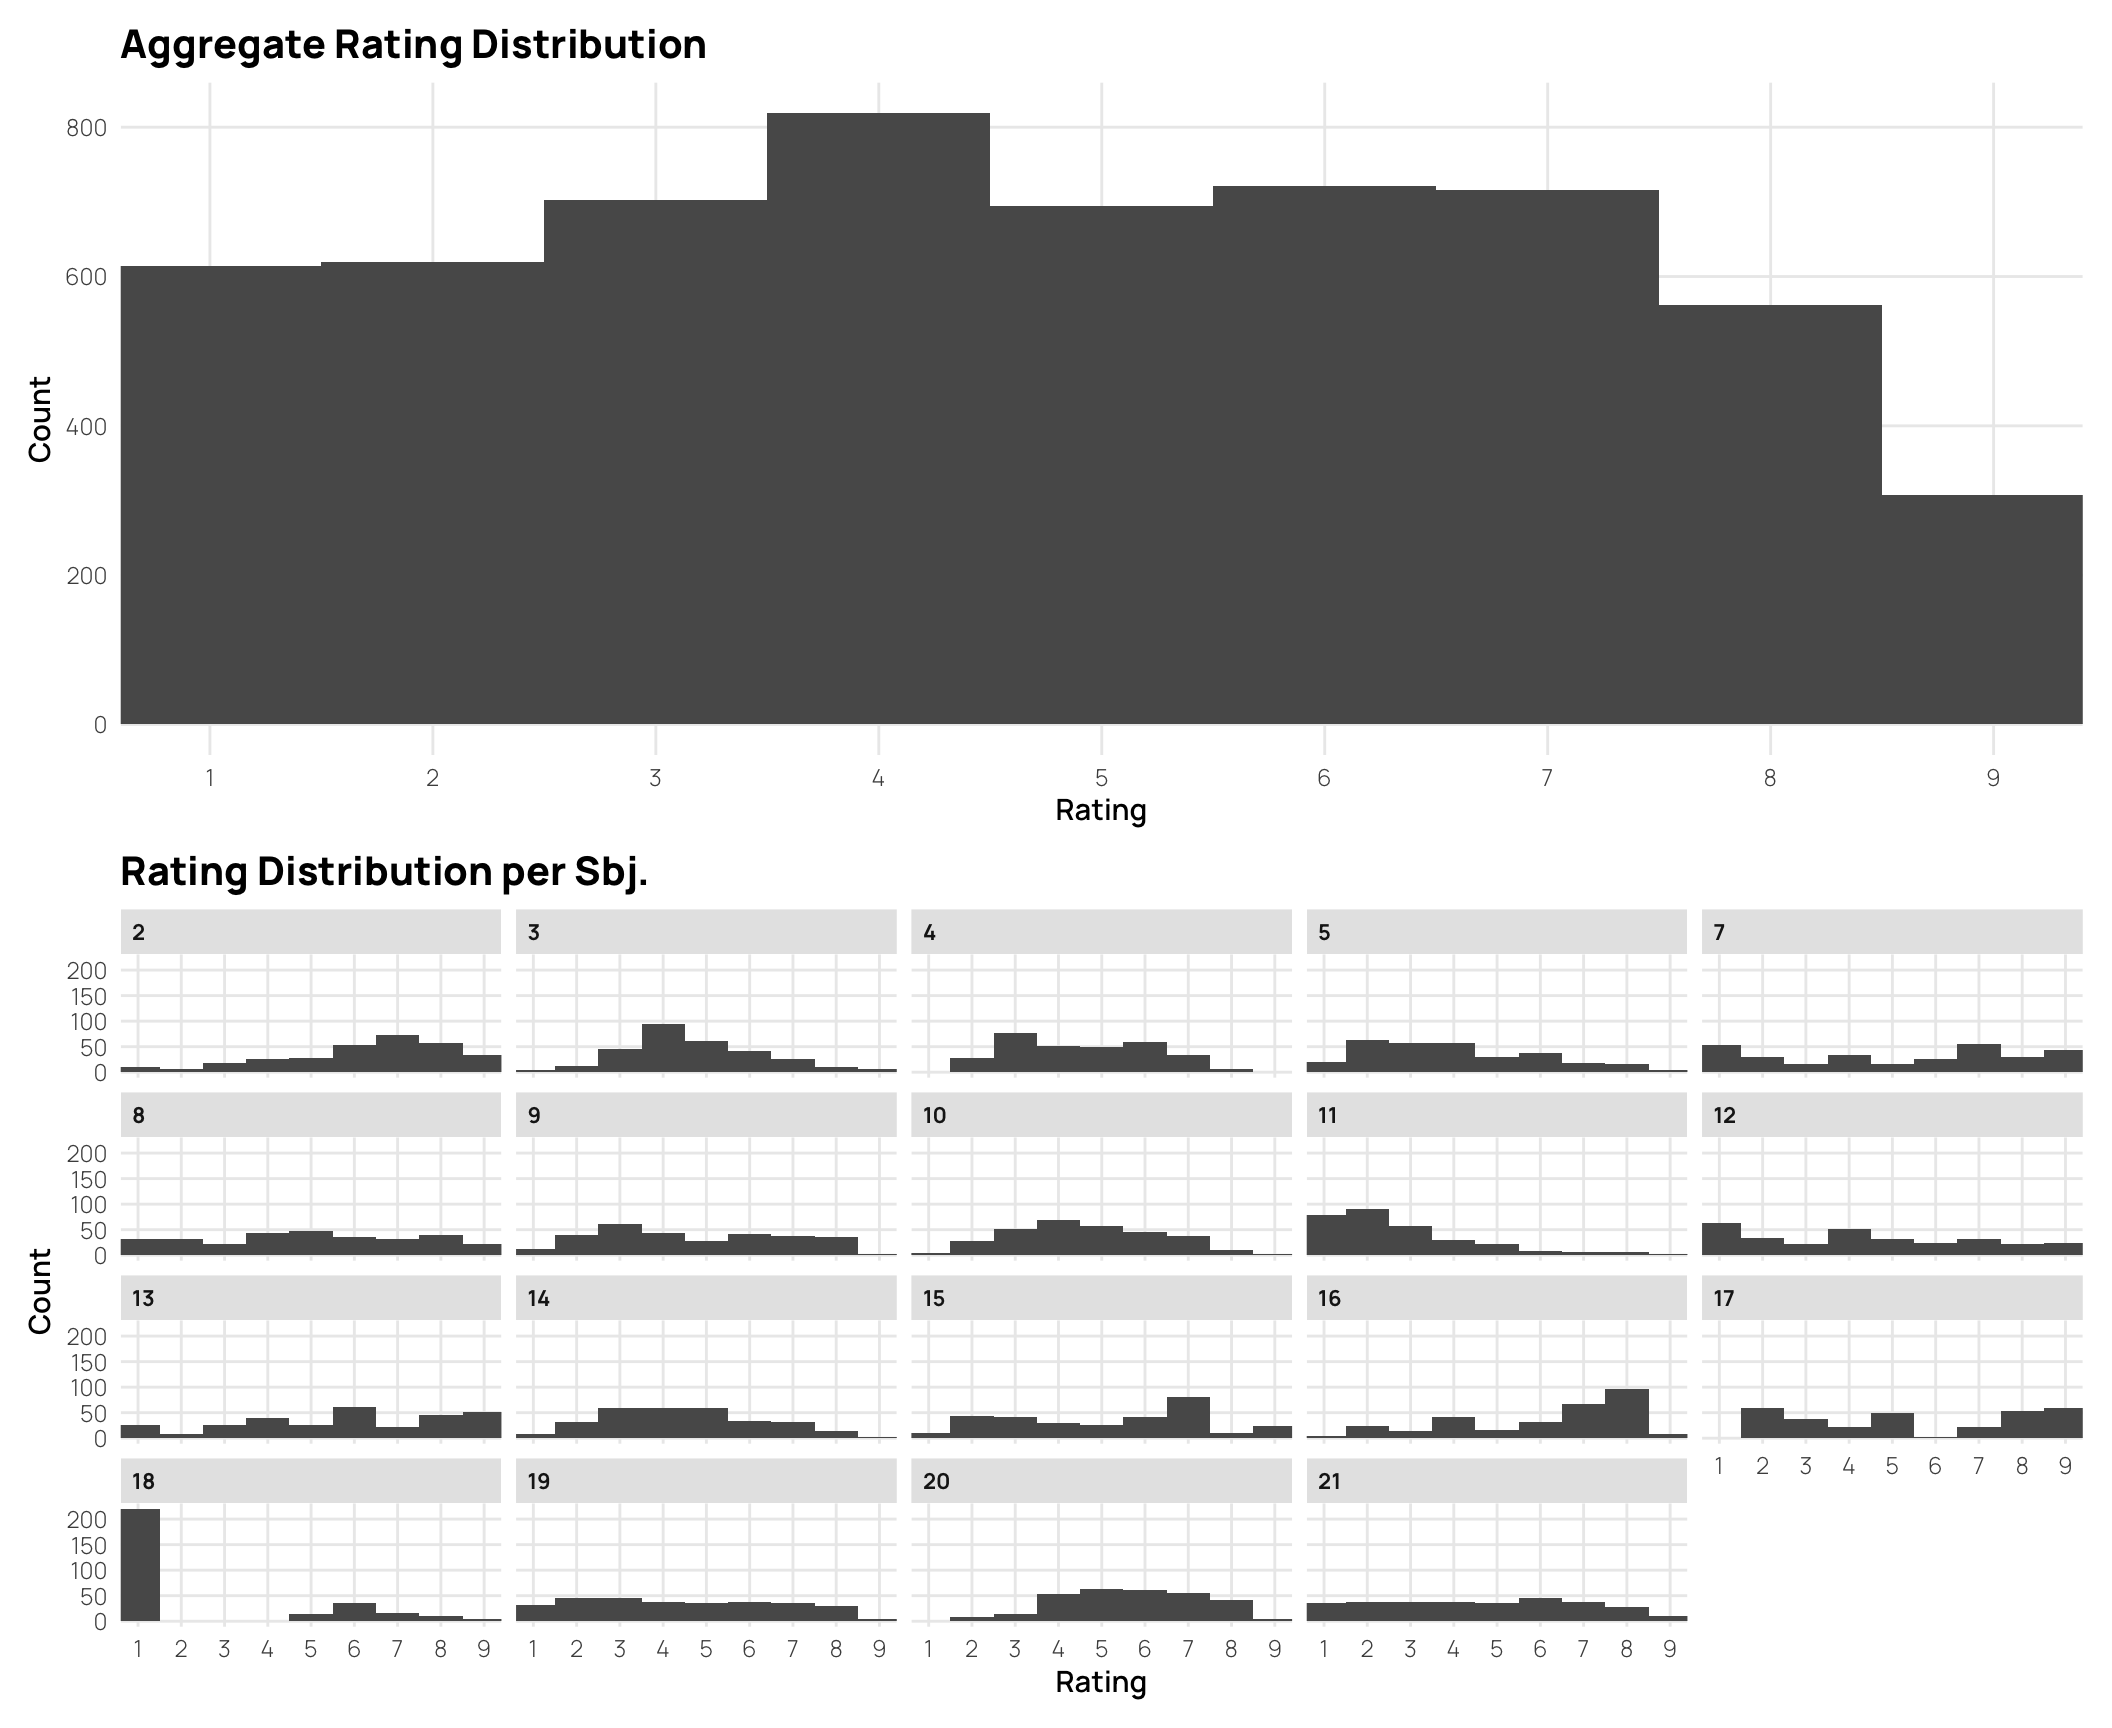 Aggregate Rating Distribution
800
600
400
200
0
Count
1 2 3 4 5 6 7 8 9
Rating
Rating Distribution per Sbj.
2 3 4 5 7
200
150
100
50
0
8 9 10 11 12
200
150
100
50
0
Count
13 14 15 16 17
200
150
100
50
0
1 2 3 4 5 6 7 8 9
18 19 20 21
200
150
100
50
0
1 2 3 4 5 6 7 8 9 1 2 3 4 5 6 7 8 9 1 2 3 4 5 6 7 8 9 1 2 3 4 5 6 7 8 9
Rating